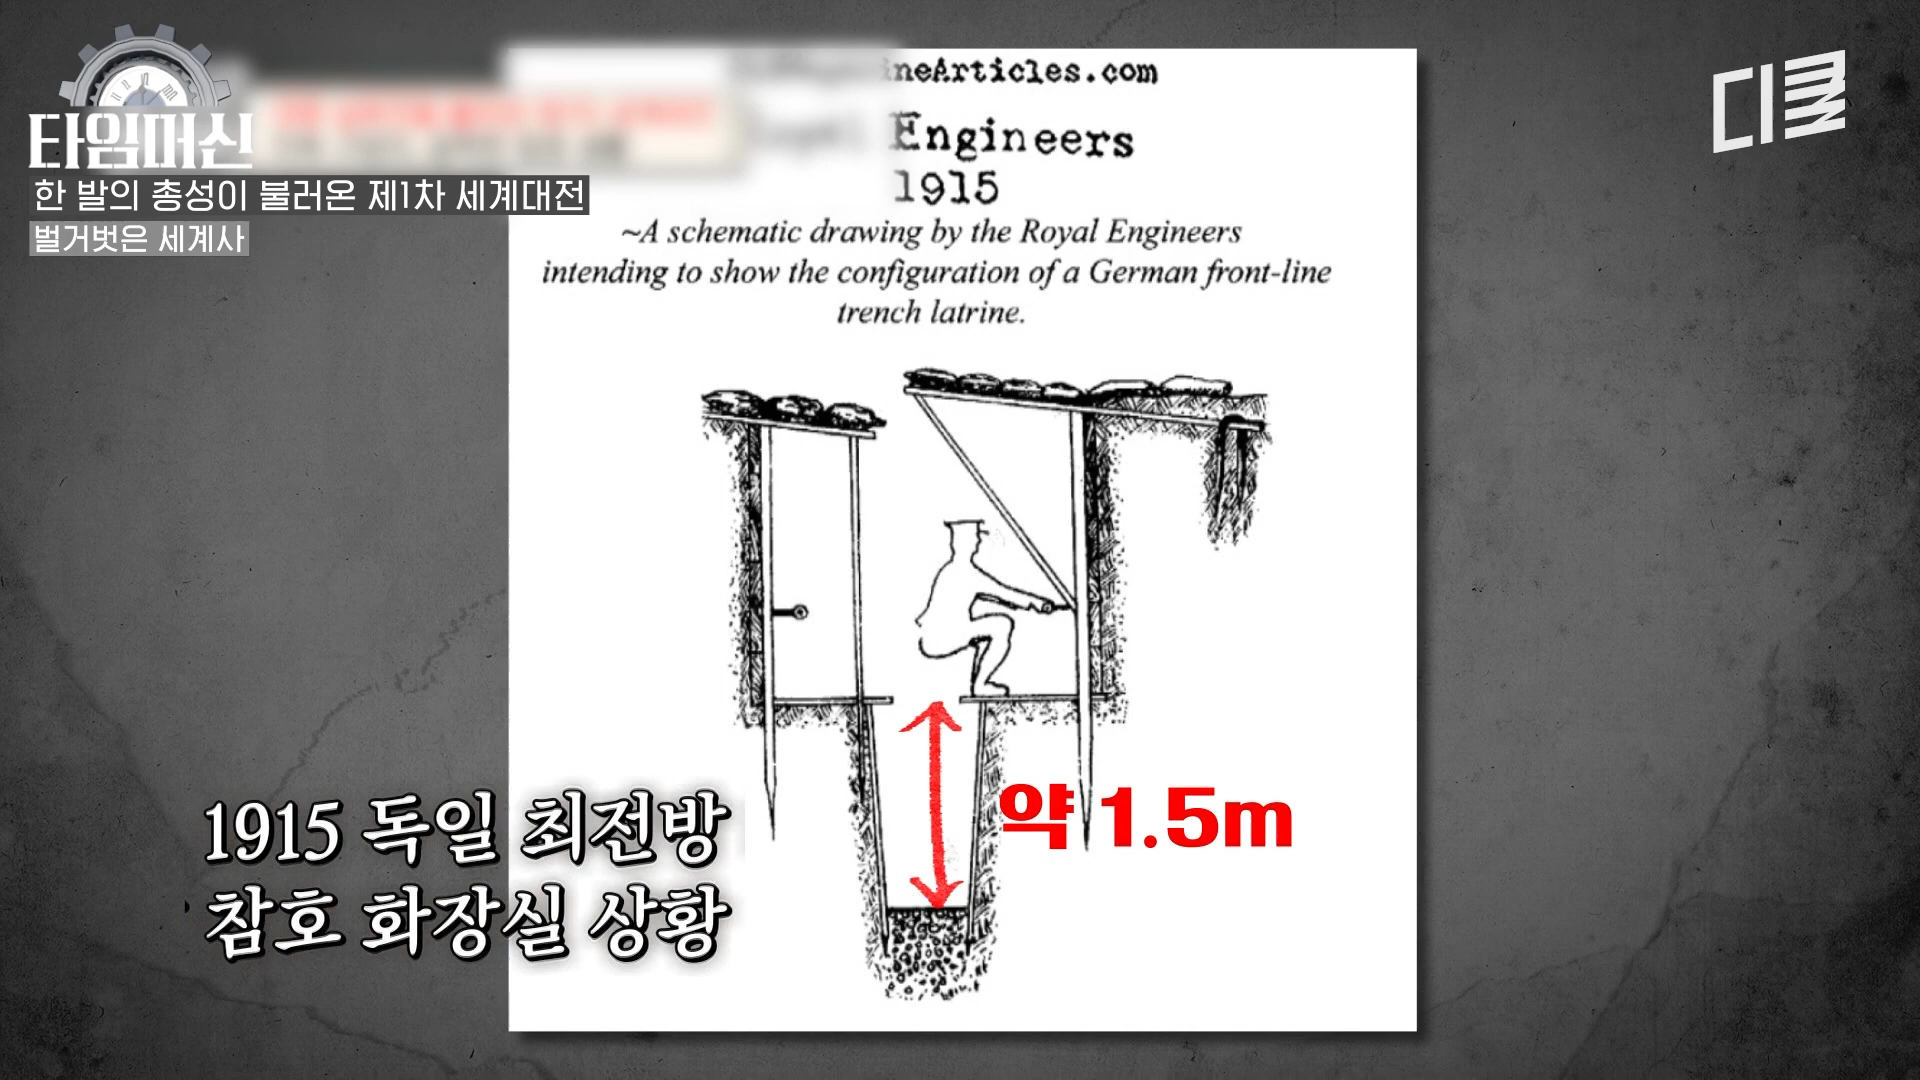 타임머신
한 발의 총성이 불러온 제1차 세계대전
벌거벗은 세계사
디클
neArticles.com
Engineers
1915
~A schematic drawing by the Royal Engineers
intending to show the configuration of a German front-line
trench latrine.
약 1.5m
1915 독일 최전방
참호 화장실 상황